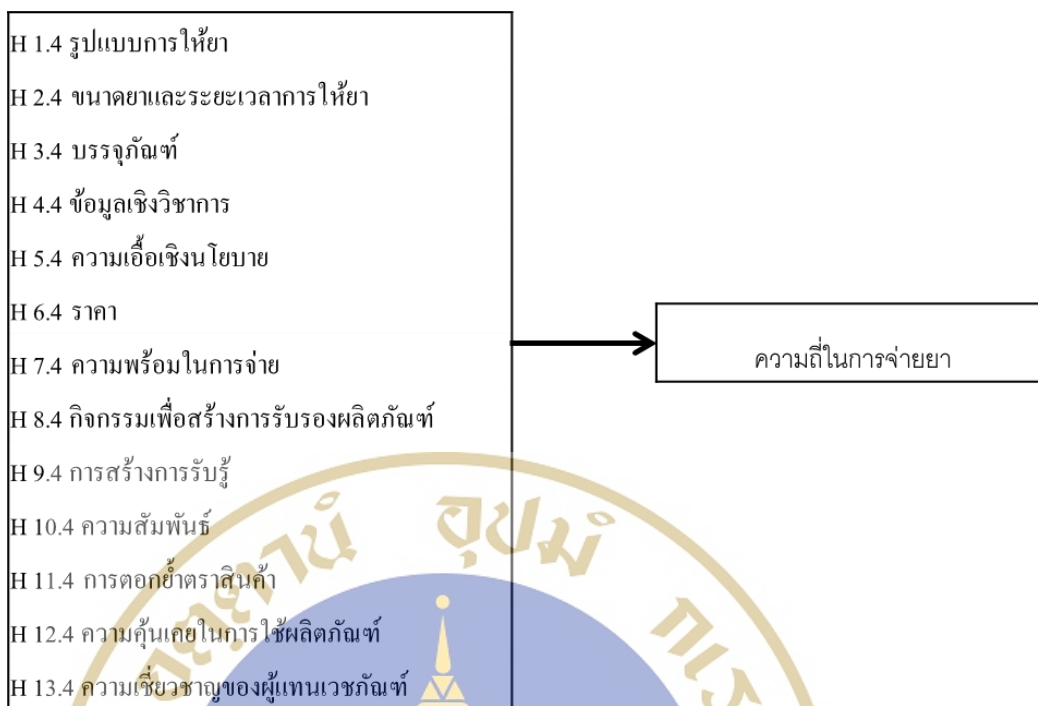 H 1.4 รูปแบบการให้ยา
H 2.4 ขนาดยาและระยะเวลาการให้ยา
H 3.4 บรรจุภัณฑ์
H 4.4 ข้อมูลเชิงวิชาการ
H 5.4 ความเอื้อเชิงนโยบาย
H 6.4 ราคา
H 7.4 ความพร้อมในการจ่าย
H 8.4 กิจกรรมเพื่อสร้างการรับรองผลิตภัณฑ์
H 9.4 การสร้างการรับรู้
H 10.4 ความสัมพันธ์
H 11.4 การตอกย้ำตราสินค้า
H 12.4 ความคุ้นเคยในการใช้ผลิตภัณฑ์
H 13.4 ความเชี่ยวชาญของผู้แทนเวชภัณฑ์
ความถี่ในการจ่ายยา
อุปมํ